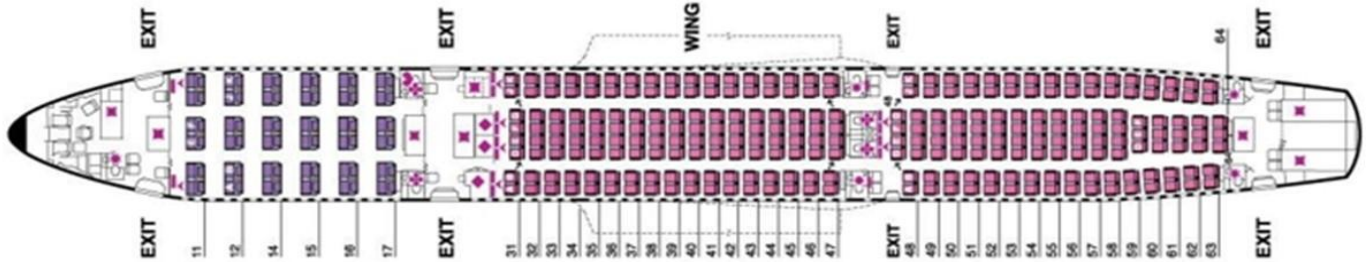 EXIT EXIT WING EXIT 64 EXIT
48
EXIT EXIT EXIT EXIT
11 12 14 15 16 17 31 32 33 34 35 36 37 38 39 40 41 42 43 44 45 46 47 48 49 50 51 52 53 54 55 56 57 58 59 60 61 62 63